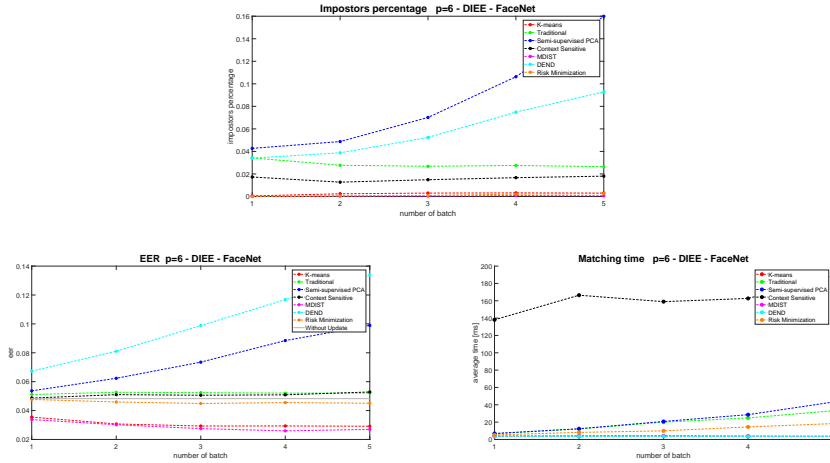 Impostors percentage p=6 - DIEE - FaceNet
0.16
0.14
0.12
0.1
0.08
0.06
0.04
0.02
0
impostors percentage
K-means
Traditional
Semi-supervised PCA
Context Sensitive
MDIST
DEND
Risk Minimization
1 2 3 4 5
number of batch
EER p=6 - DIEE - FaceNet
0.14
0.12
0.1
0.08
0.06
0.04
0.02
eer
K-means
Traditional
Semi-supervised PCA
Context Sensitive
MDIST
DEND
Risk Minimization
Without Update
1 2 3 4 5
number of batch
Matching time p=6 - DIEE - FaceNet
200
180
160
140
120
100
80
60
40
20
0
average time [ms]
K-means
Traditional
Semi-supervised PCA
Context Sensitive
MDIST
DEND
Risk Minimization
1 2 3 4
number of batch